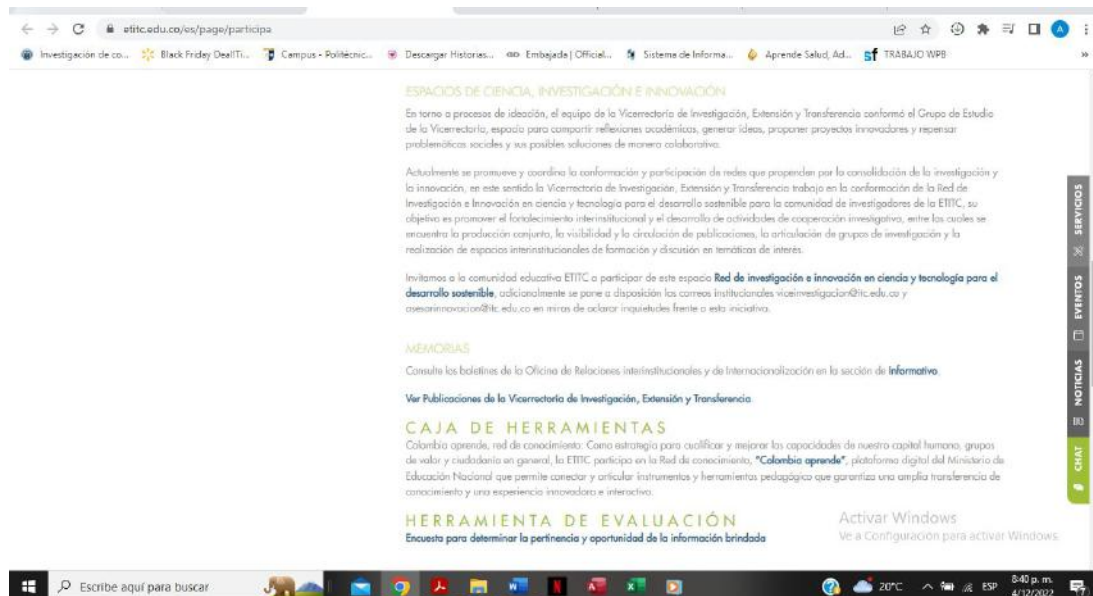 etitc.edu.co/es/page/participa
Investigación de co...
Black Friday DeallTi...
Campus - Politécnic...
Descargar Historias...
Embajada | Official...
Sistema de Informa...
Aprende Salud, Ad...
TRABAJO WPB
ESPACIOS DE CIENCIA, INVESTIGACIÓN E INNOVACIÓN
En torno a procesos de ideación, el equipo de la Vicerrectoría de Investigación, Extensión y Transferencia conformó el Grupo de Estudio
de la Vicerrectoría, espacio para compartir reflexiones académicas, generar ideas, proponer proyectos innovadores y repensar
problemáticas sociales y sus posibles soluciones de manera colaborativa.
Actualmente se promueve y coordina la conformación y participación de redes que propenden por la consolidación de la investigación y
la innovación, en este sentido la Vicerrectoría de Investigación, Extensión y Transferencia trabaja en la conformación de la Red de
Investigación e Innovación en ciencia y tecnología para el desarrollo sostenible para la comunidad de investigadores de la ETITC, su
objetivo es promover el fortalecimiento interinstitucional y el desarrollo de actividades de cooperación investigativa, entre las cuales se
encuentra la producción conjunta, la visibilidad y la circulación de publicaciones, la articulación de grupos de investigación y la
realización de espacios interinstitucionales de formación y discusión en temáticas de interés.
Invitamos a la comunidad educativa ETITC a participar de este espacio Red de investigación e innovación en ciencia y tecnología para el
desarrollo sostenible, adicionalmente se pone a disposición los correos institucionales viceinvestigacion@itc.edu.co y
asesorinnovacion@itc.edu.co en miras de aclarar inquietudes frente a esta iniciativa.
MEMORIAS
Consulte los boletines de la Oficina de Relaciones interinstitucionales y de Internacionalización en la sección de Informativo.
Ver Publicaciones de la Vicerrectoría de Investigación, Extensión y Transferencia
CAJA DE HERRAMIENTAS
Colombia aprende, red de conocimiento: Como estrategia para cualificar y mejorar las capacidades de nuestro capital humano, grupos
de valor y ciudadanía en general, la ETITC participa en la Red de conocimiento, "Colombia aprende", plataforma digital del Ministerio de
Educación Nacional que permite conectar y articular instrumentos y herramientas pedagógico que garantiza una amplia transferencia de
conocimiento y una experiencia innovadora e interactiva.
HERRAMIENTA DE EVALUACIÓN
Encuesta para determinar la pertinencia y oportunidad de la información brindada
SERVICIOS
EVENTOS
NOTICIAS
CHAT
Activar Windows
Ve a Configuración para activar Windows.
Escribe aquí para buscar
20°C
ESP
8:40 p. m.
4/12/2022